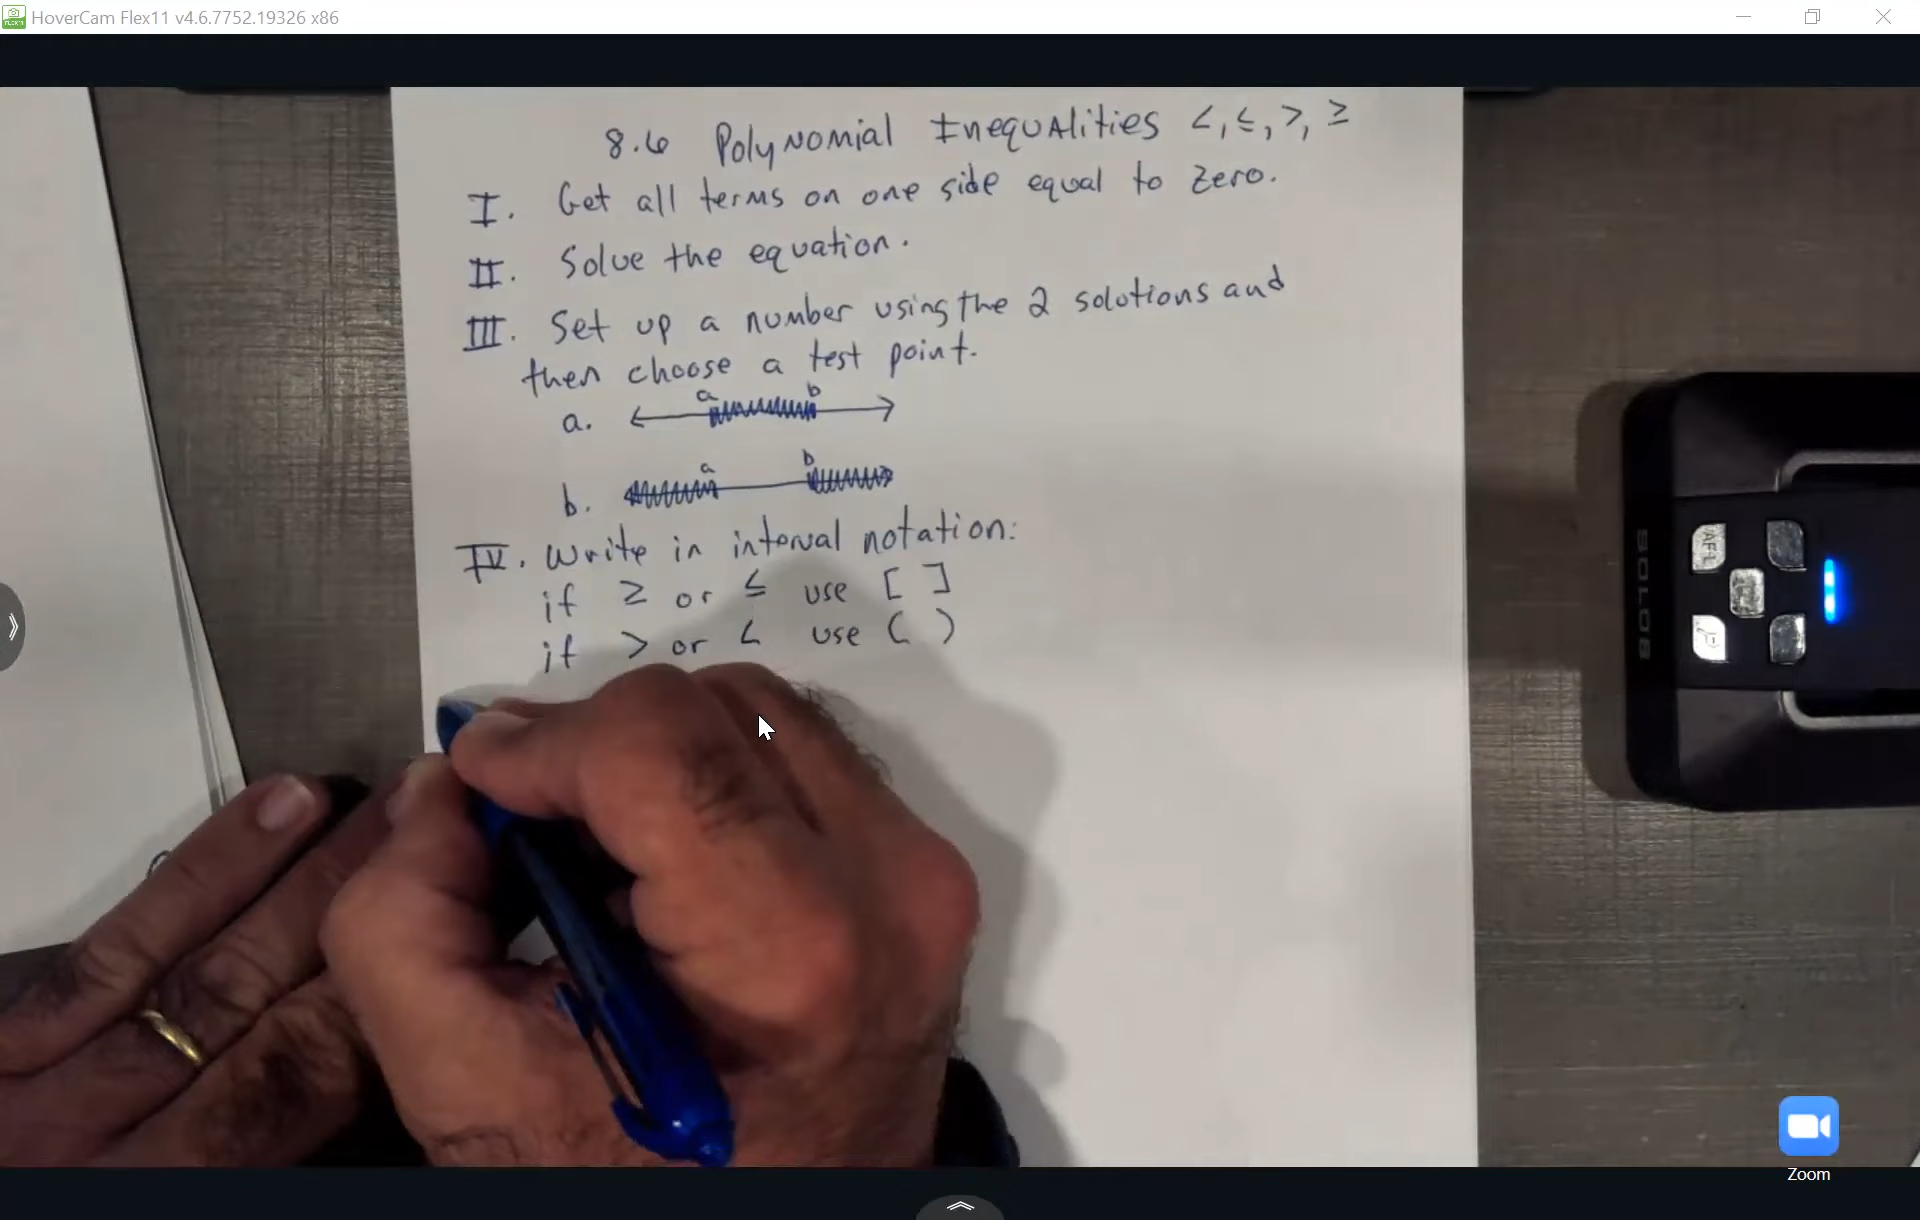 HoverCam Flex11 v4.6.7752.19326 x86
8.6 Polynomial Inequalities <, ≤, >, ≥
I. Get all terms on one side equal to zero.
II. Solve the equation.
III. Set up a number using the 2 solutions and
then choose a test point.
a b
a.
a b
b.
IV. Write in interval notation:
if ≥ or ≤ use [ ]
if > or < use ( )
SOLO8
AF-L
Zoom